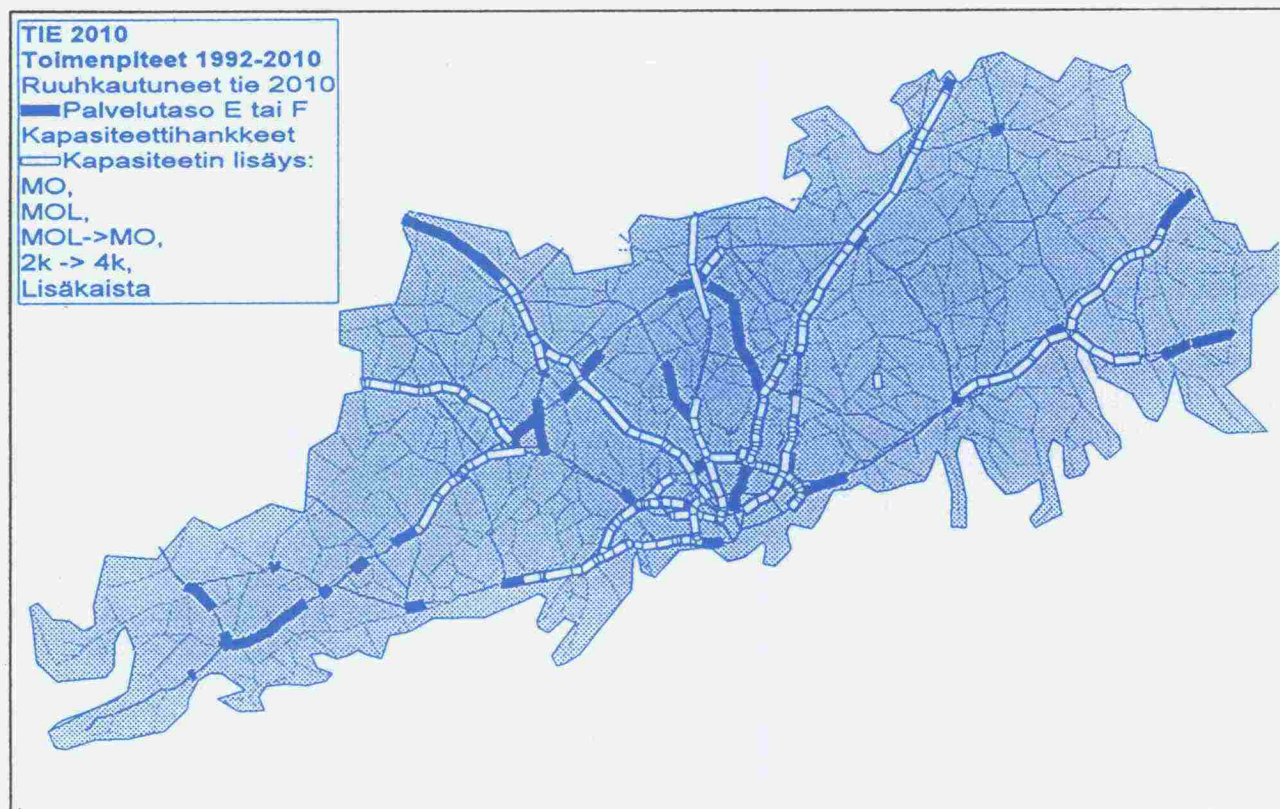 TIE 2010
Toimenpiteet 1992-2010
Ruuhkautuneet tie 2010
Palvelutaso E tai F
Kapasiteettihankkeet
Kapasiteetin lisäys:
MO,
MOL,
MOL->MO,
2k -> 4k,
Lisäkaista